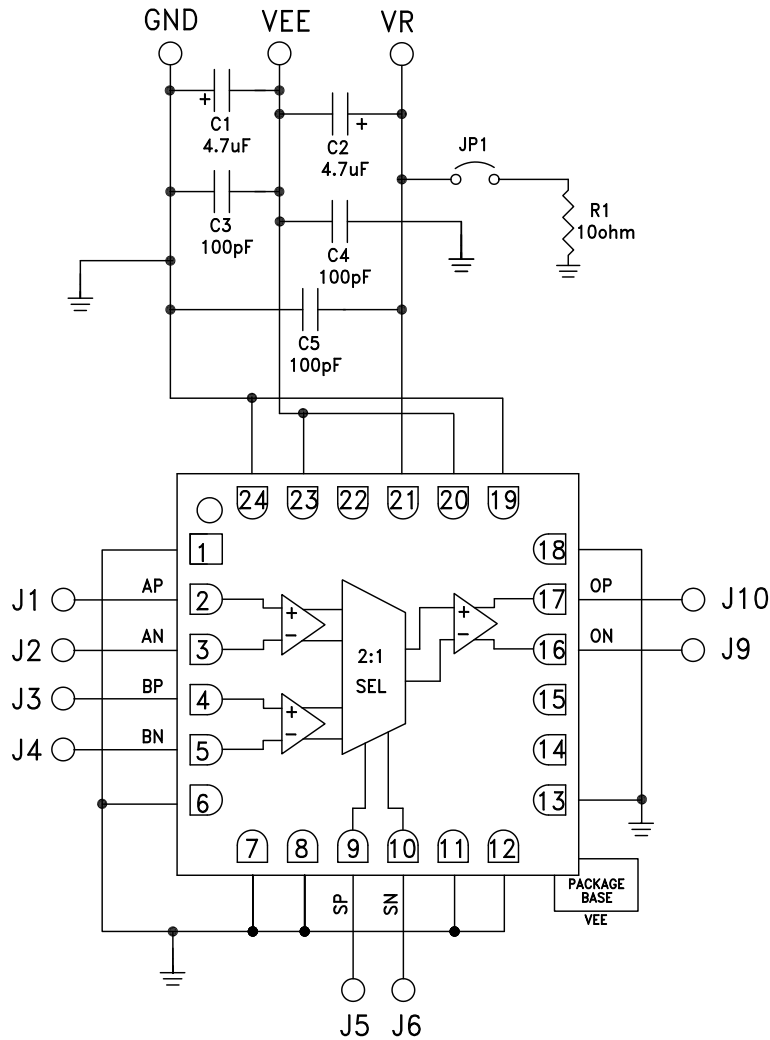 GND VEE VR
+
C1
4.7uF
+
C2
4.7uF
JP1
C3
100pF
R1
10ohm
C4
100pF
C5
100pF
24 23 22 21 20 19
1 18
J1 AP 2 + − 17 OP J10
+
−
J2 AN 3 16 ON J9
2:1
SEL
J3 BP 4 15
+
−
J4 BN 5 14
6 13
7 8 9 10 11 12
SP SN
PACKAGE
BASE
VEE
J5 J6